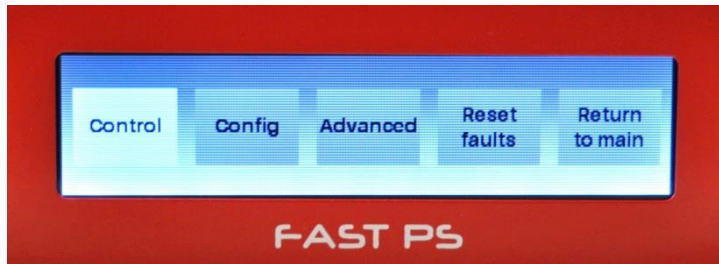 Control
Config
Advanced
Reset
faults
Return
to main
FAST PS